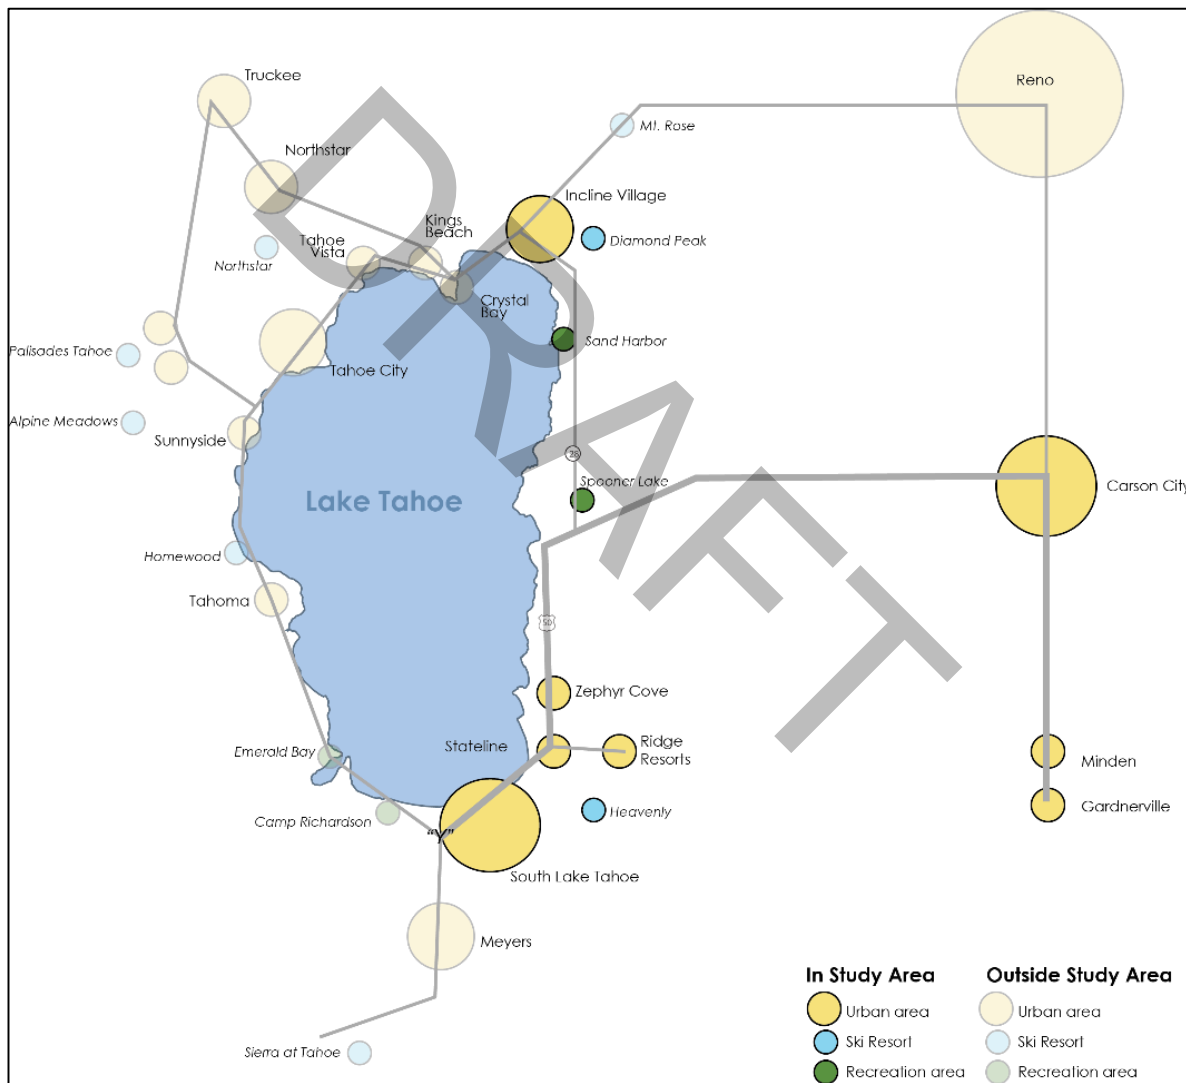 Truckee
Reno
Mt. Rose
Northstar
Incline Village
Kings
Beach
Tahoe
Vista
Diamond Peak
Northstar
Crystal
Bay
Sand Harbor
Palisades Tahoe
Tahoe City
Alpine Meadows
Sunnyside
28
Spooner Lake
Carson City
Lake Tahoe
Homewood
Tahoma
50
Zephyr Cove
Emerald Bay
Stateline
Ridge
Resorts
Minden
Gardnerville
Camp Richardson
Heavenly
"Y"
South Lake Tahoe
Meyers
Sierra at Tahoe
In Study Area
Urban area
Ski Resort
Recreation area
Outside Study Area
Urban area
Ski Resort
Recreation area
DRAFT